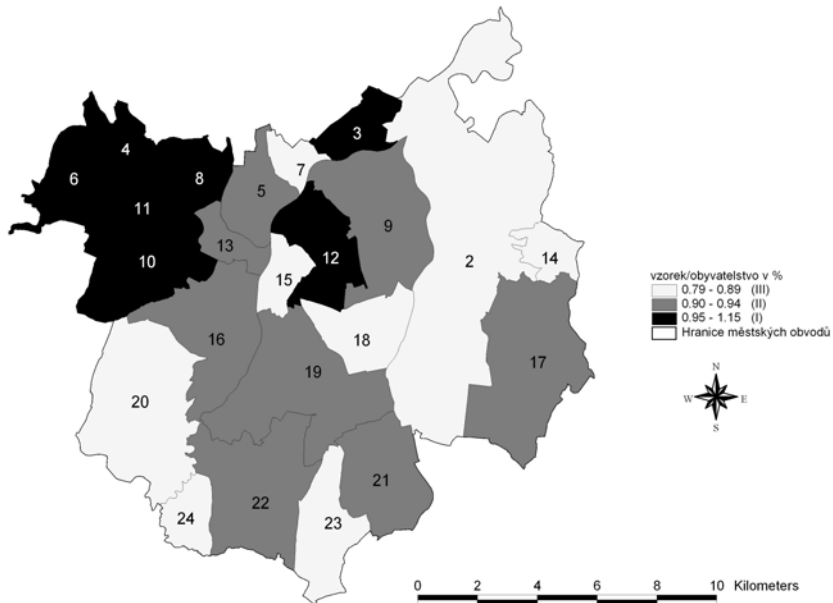 3
4
7
6
8
5
11
9
13
12
2
10
14
15
16
18
17
19
20
21
22
23
24
vzorek/obyvatelstvo v %
0.79 - 0.89 (III)
0.90 - 0.94 (II)
0.95 - 1.15 (I)
Hranice městských obvodů
N
W E
S
0 2 4 6 8 10 Kilometers